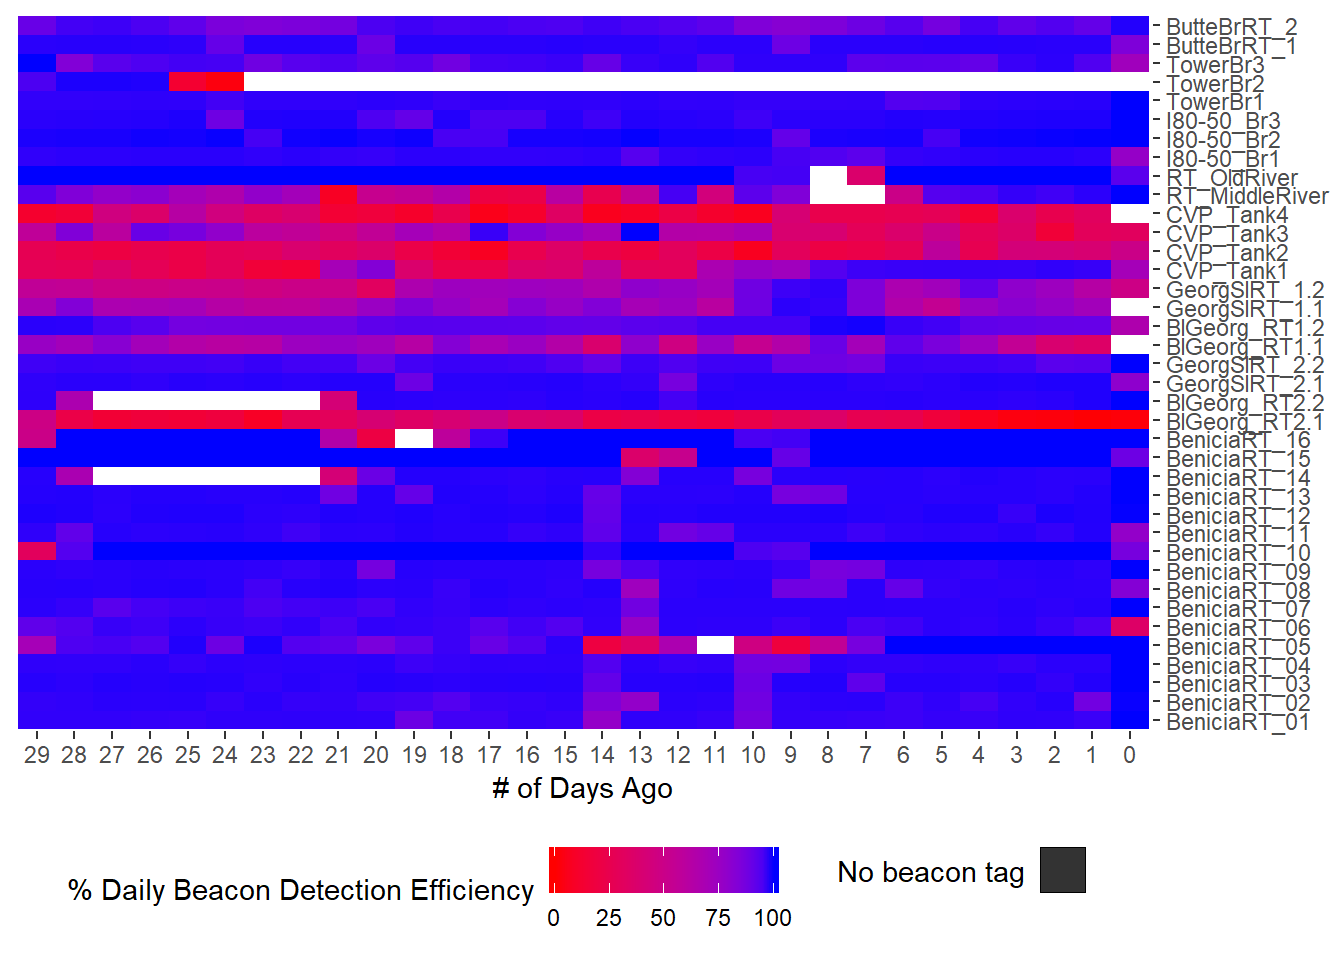 ButteBrRT_2
ButteBrRT_1
TowerBr3
TowerBr2
TowerBr1
I80-50_Br3
I80-50_Br2
I80-50_Br1
RT_OldRiver
RT_MiddleRiver
CVP_Tank4
CVP_Tank3
CVP_Tank2
CVP_Tank1
GeorgSlRT_1.2
GeorgSlRT_1.1
BlGeorg_RT1.2
BlGeorg_RT1.1
GeorgSlRT_2.2
GeorgSlRT_2.1
BlGeorg_RT2.2
BlGeorg_RT2.1
BeniciaRT_16
BeniciaRT_15
BeniciaRT_14
BeniciaRT_13
BeniciaRT_12
BeniciaRT_11
BeniciaRT_10
BeniciaRT_09
BeniciaRT_08
BeniciaRT_07
BeniciaRT_06
BeniciaRT_05
BeniciaRT_04
BeniciaRT_03
BeniciaRT_02
BeniciaRT_01
29 28 27 26 25 24 23 22 21 20 19 18 17 16 15 14 13 12 11 10 9 8 7 6 5 4 3 2 1 0
# of Days Ago
% Daily Beacon Detection Efficiency
0 25 50 75 100
No beacon tag